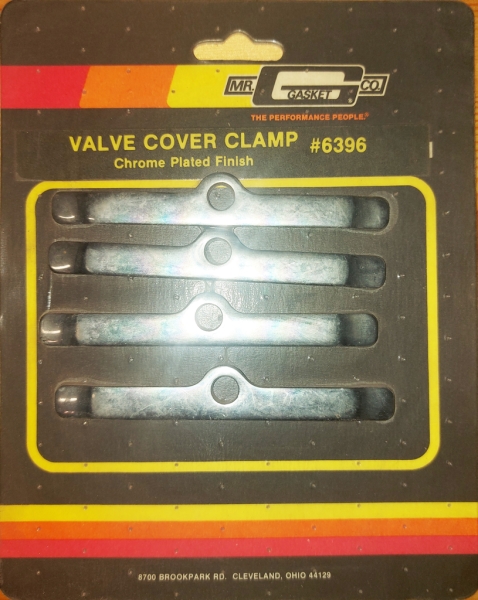 MR. GASKET CO.
THE PERFORMANCE PEOPLE®
VALVE COVER CLAMP #6396
Chrome Plated Finish
8700 BROOKPARK RD. CLEVELAND, OHIO 44129